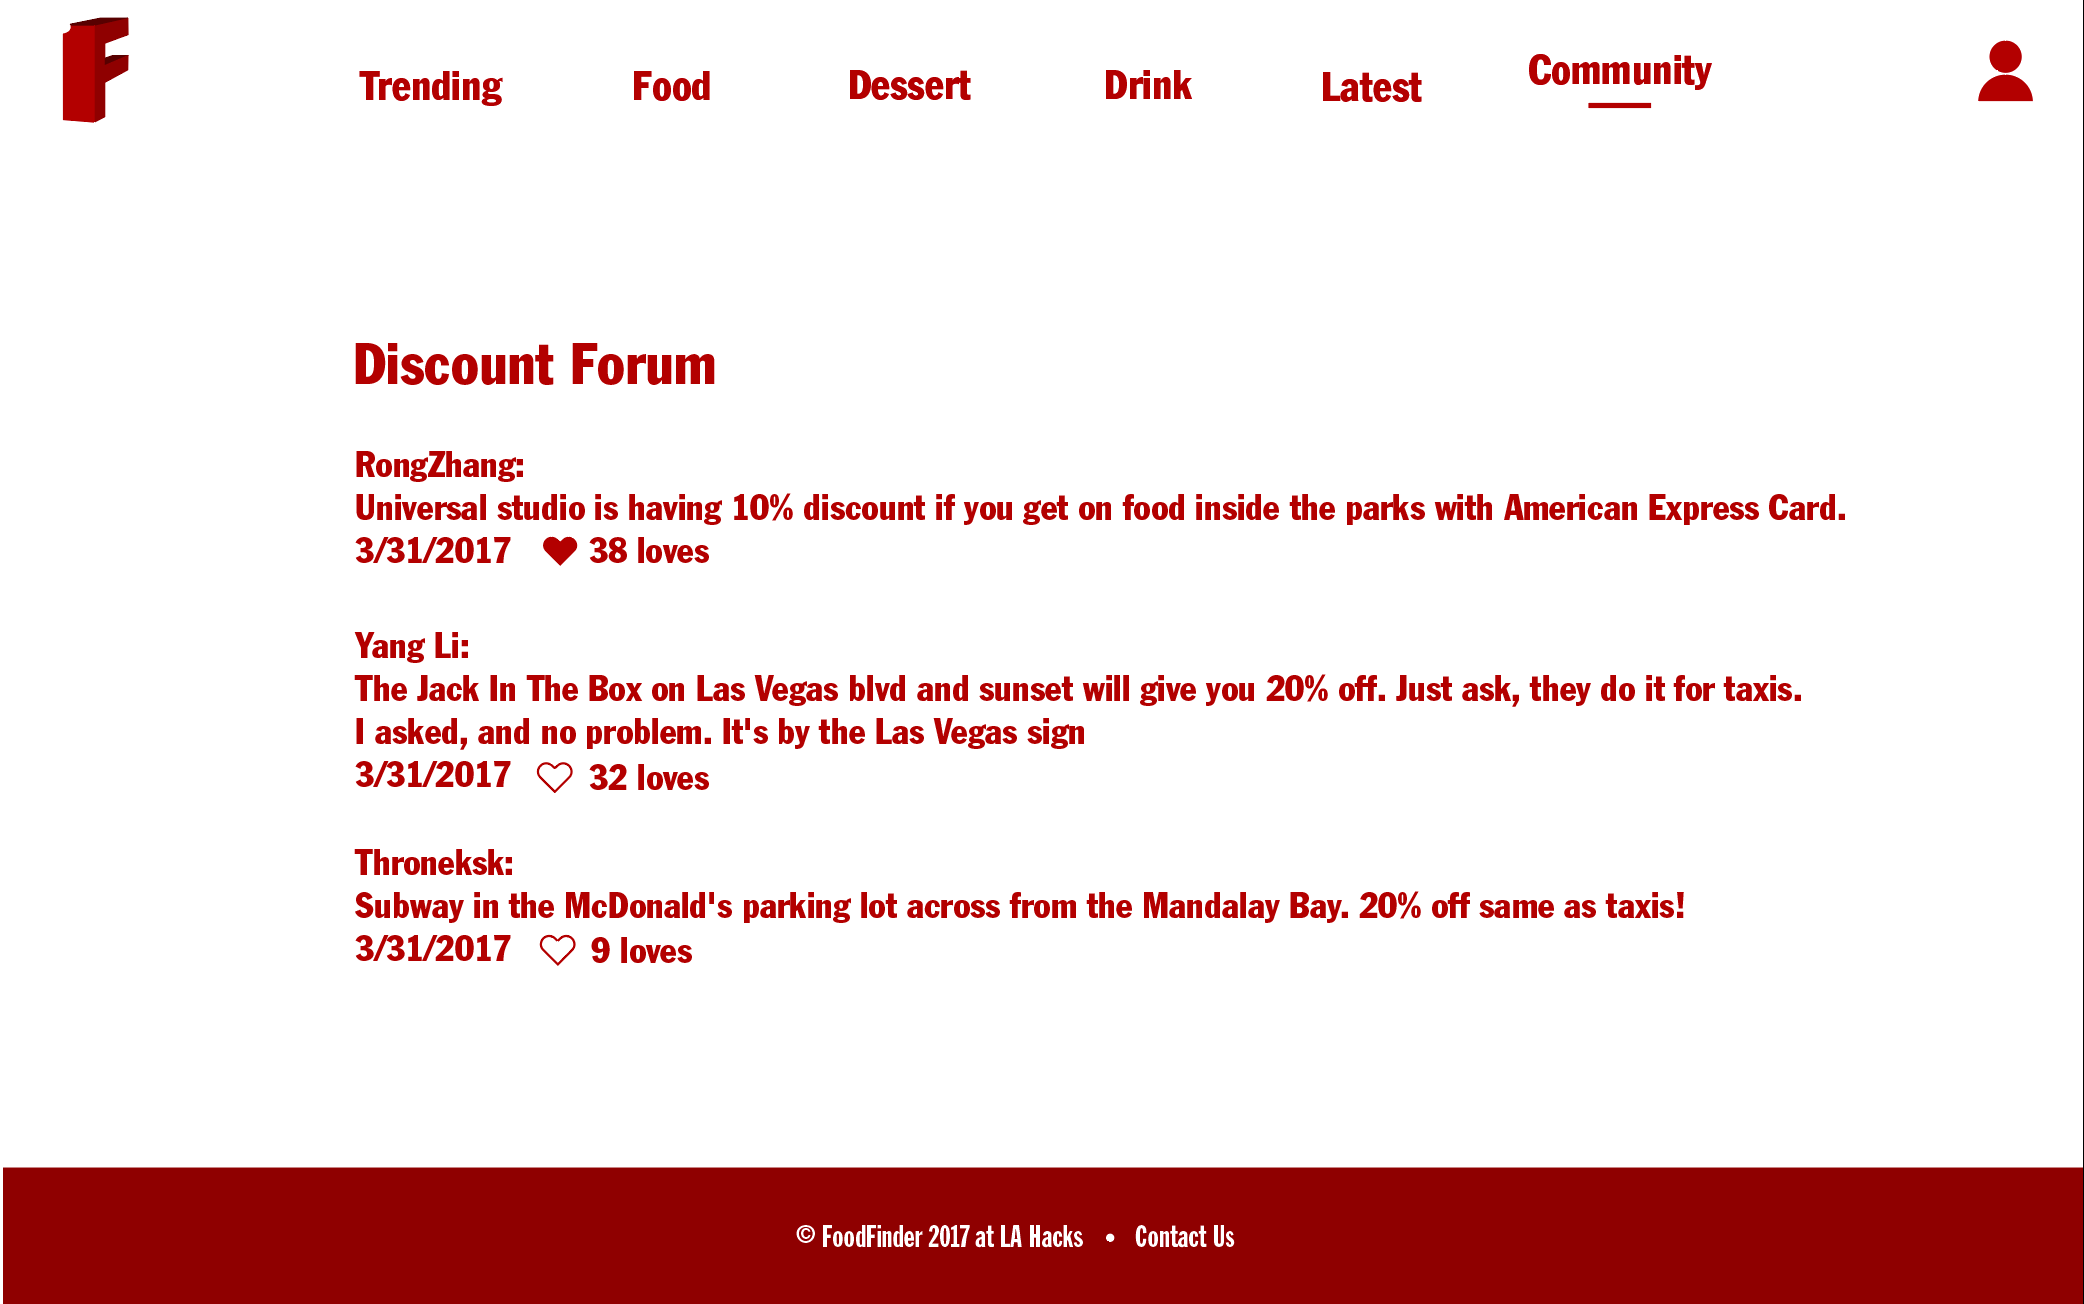 F
Trending Food Dessert Drink Latest Community
Discount Forum
RongZhang:
Universal studio is having 10% discount if you get on food inside the parks with American Express Card.
3/31/2017 38 loves
Yang Li:
The Jack In The Box on Las Vegas blvd and sunset will give you 20% off. Just ask, they do it for taxis.
I asked, and no problem. It's by the Las Vegas sign
3/31/2017 32 loves
Throneksk:
Subway in the McDonald's parking lot across from the Mandalay Bay. 20% off same as taxis!
3/31/2017 9 loves
© FoodFinder 2017 at LA Hacks • Contact Us